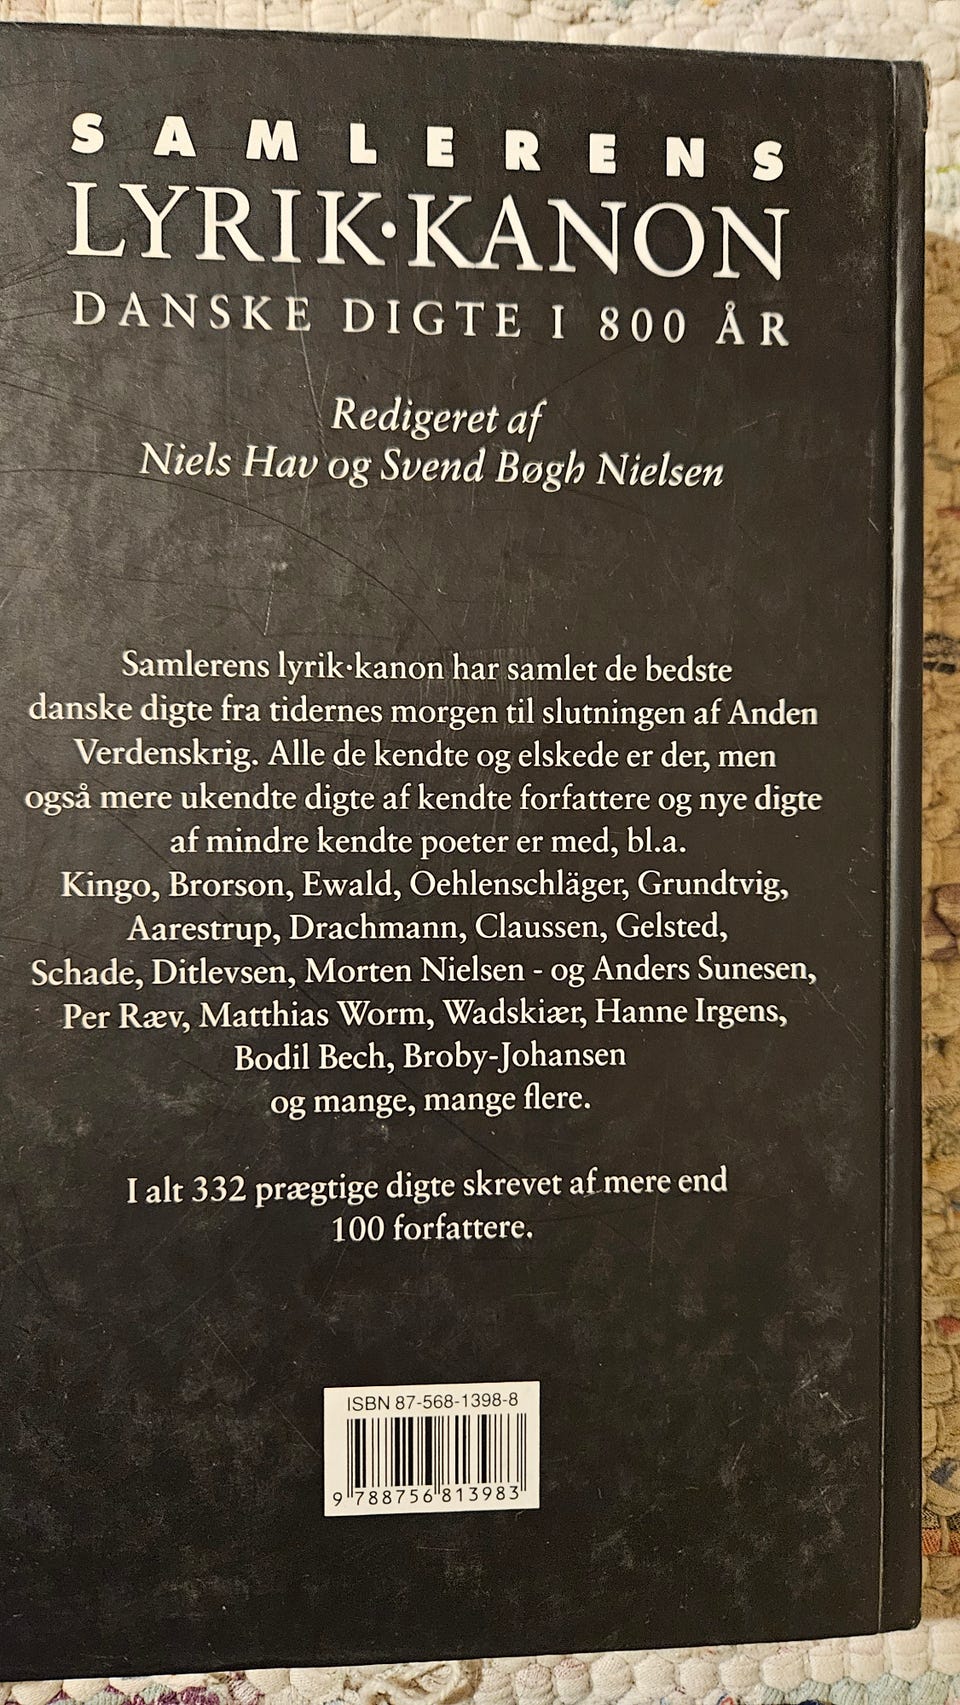 SAMLERENS
LYRIK·KANON
DANSKE DIGTE I 800 ÅR
Redigeret af
Niels Hav og Svend Bøgh Nielsen
Samlerens lyrik·kanon har samlet de bedste
danske digte fra tidernes morgen til slutningen af Anden
Verdenskrig. Alle de kendte og elskede er der, men
også mere ukendte digte af kendte forfattere og nye digte
af mindre kendte poeter er med, bl.a.
Kingo, Brorson, Ewald, Oehlenschläger, Grundtvig,
Aarestrup, Drachmann, Claussen, Gelsted,
Schade, Ditlevsen, Morten Nielsen - og Anders Sunesen,
Per Ræv, Matthias Worm, Wadskiær, Hanne Irgens,
Bodil Bech, Broby-Johansen
og mange, mange flere.
I alt 332 prægtige digte skrevet af mere end
100 forfattere.
ISBN 87-568-1398-8
9 788756 813983